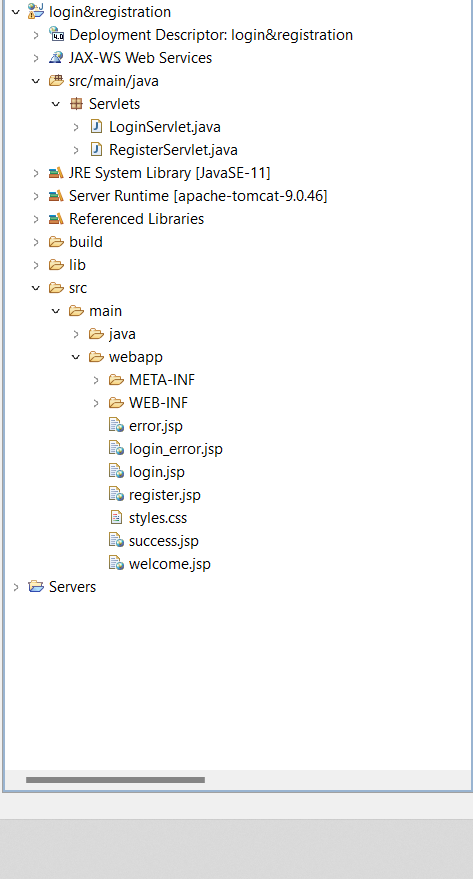 login&registration
4.0 Deployment Descriptor: login&registration
JAX-WS Web Services
src/main/java
Servlets
J LoginServlet.java
J RegisterServlet.java
JRE System Library [JavaSE-11]
Server Runtime [apache-tomcat-9.0.46]
Referenced Libraries
build
lib
src
main
java
webapp
META-INF
WEB-INF
error.jsp
login_error.jsp
login.jsp
register.jsp
styles.css
success.jsp
welcome.jsp
Servers